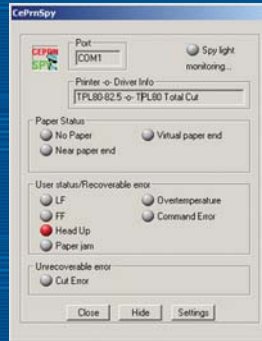 CePrnSpy
CEPRN
SPY
Port
COM1
Spy light
monitoring...
Printer -o- Driver Info
TPL80-82.5 -o- TPL80 Total Cut
Paper Status
No Paper
Virtual paper end
Near paper end
User status/Recoverable error
LF
Overtemperature
FF
Command Error
Head Up
Paper jam
Unrecoverable error
Cut Error
Close Hide Settings